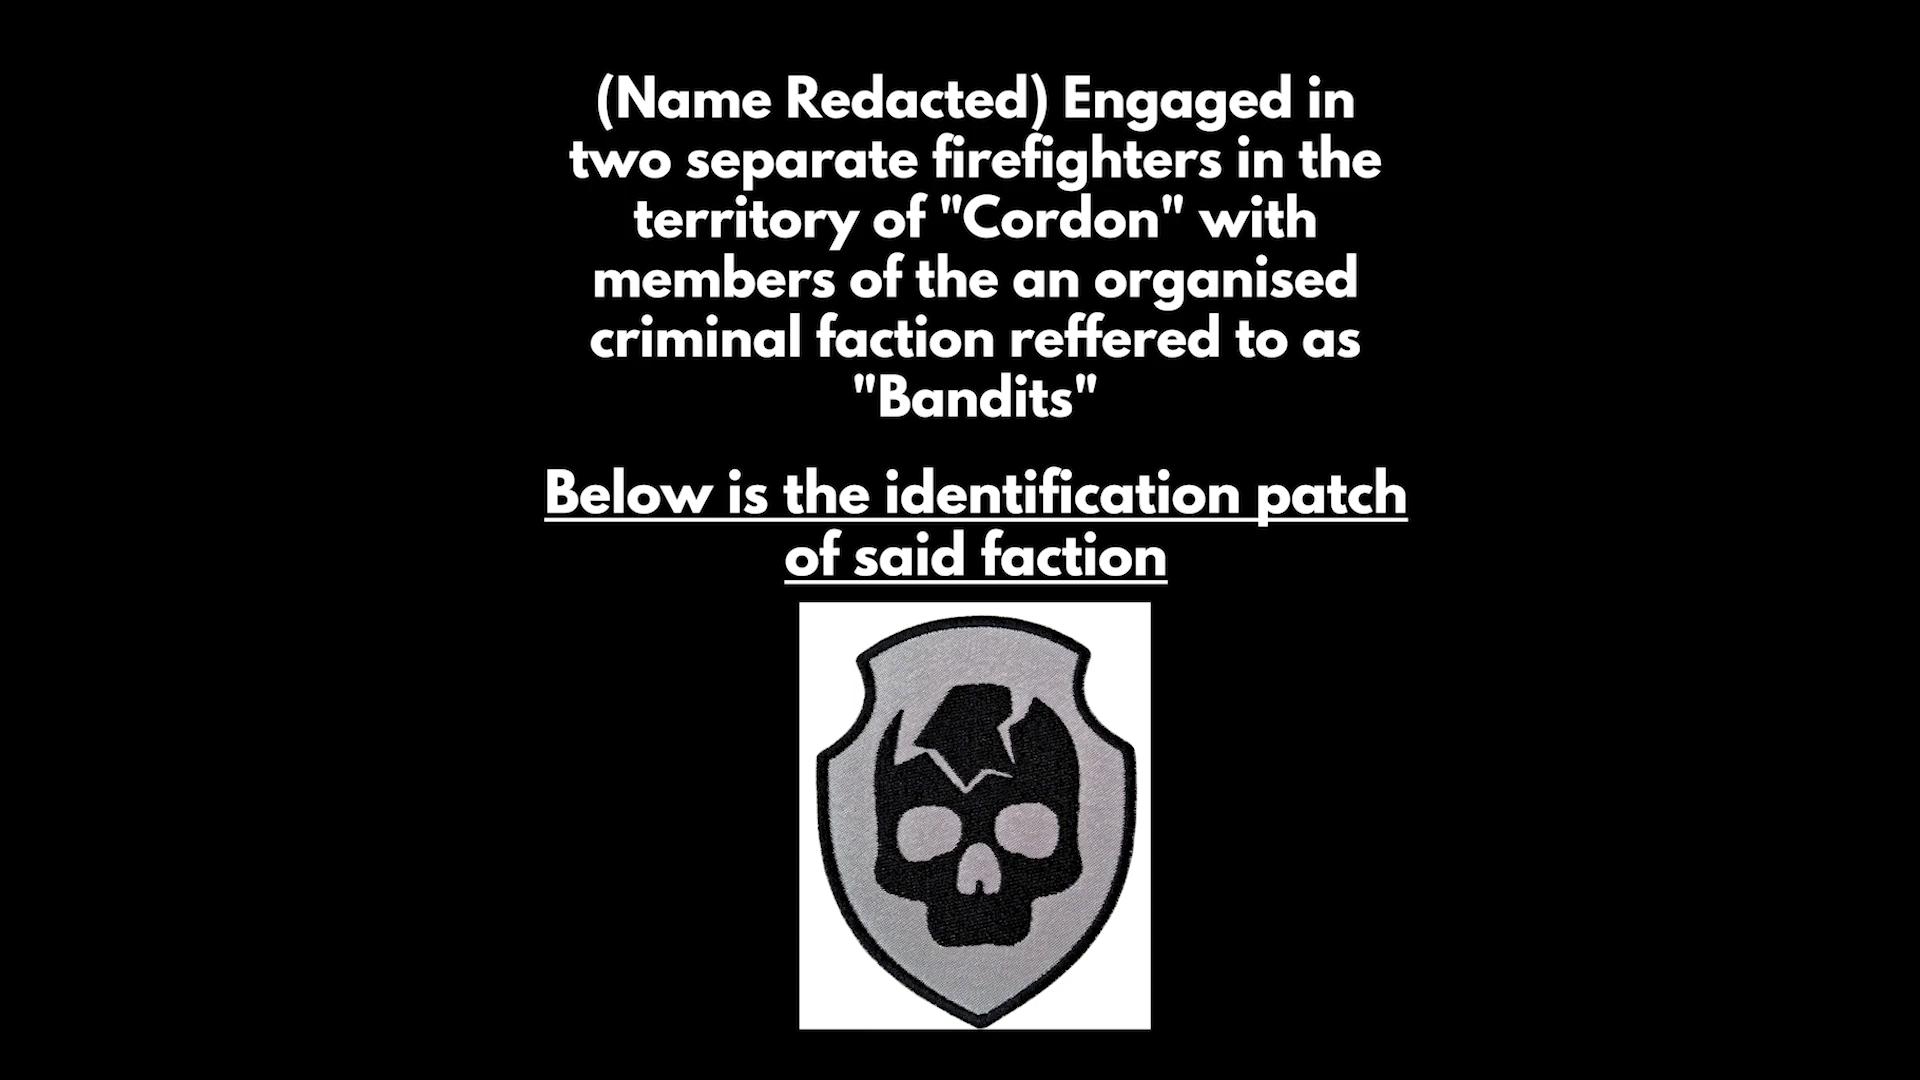 (Name Redacted) Engaged in
two separate firefighters in the
territory of "Cordon" with
members of the an organised
criminal faction reffered to as
"Bandits"
Below is the identification patch
of said faction